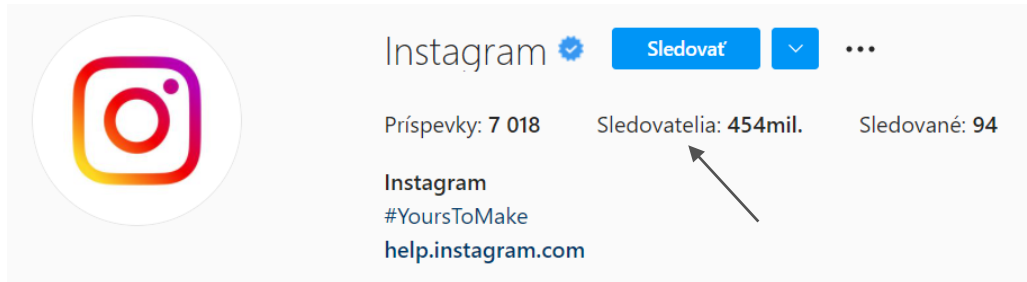 Instagram Sledovať
Príspevky: 7 018 Sledovatelia: 454mil. Sledované: 94
Instagram
#YoursToMake
help.instagram.com